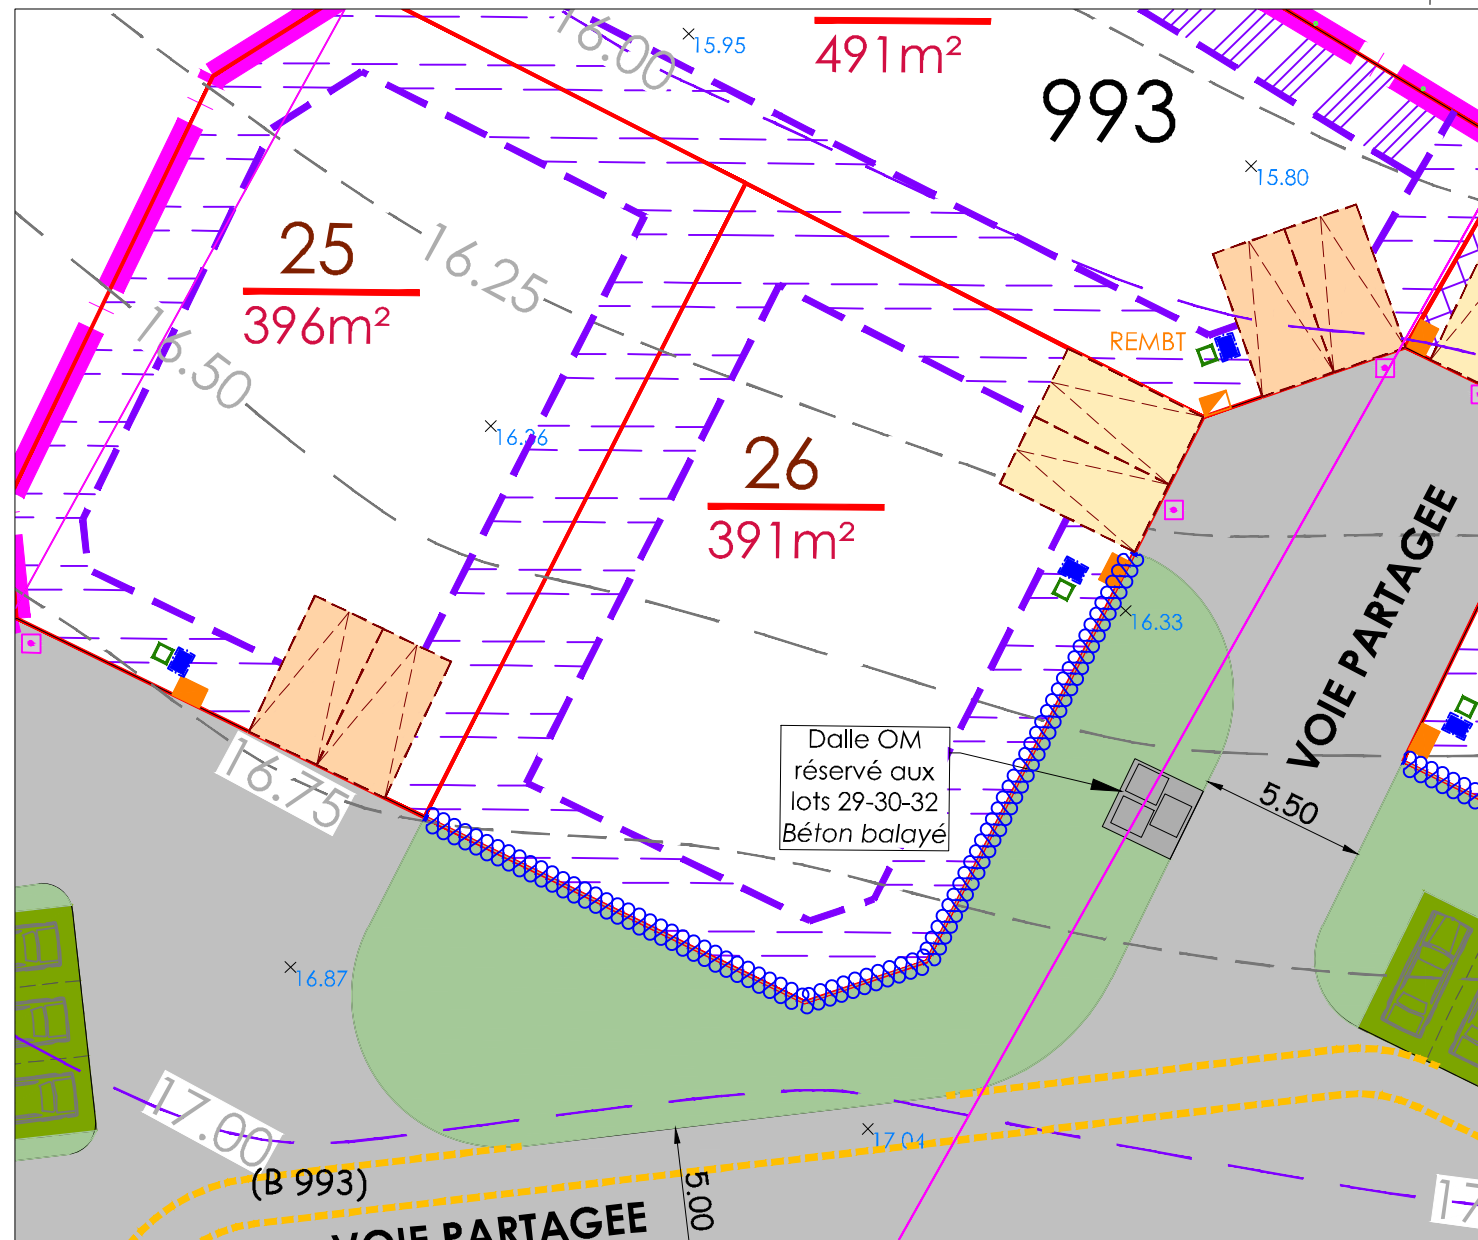 16.00
15.95
491m²
993
15.80
25
396m²
16.25
16.50
REMBT
16.36
26
391m²
16.33
VOIE PARTAGEE
Dalle OM
réservé aux
lots 29-30-32
Béton balayé
5.50
16.75
16.87
17.00
17.04
(B 993)
5.00
VOIE PARTAGEE
17